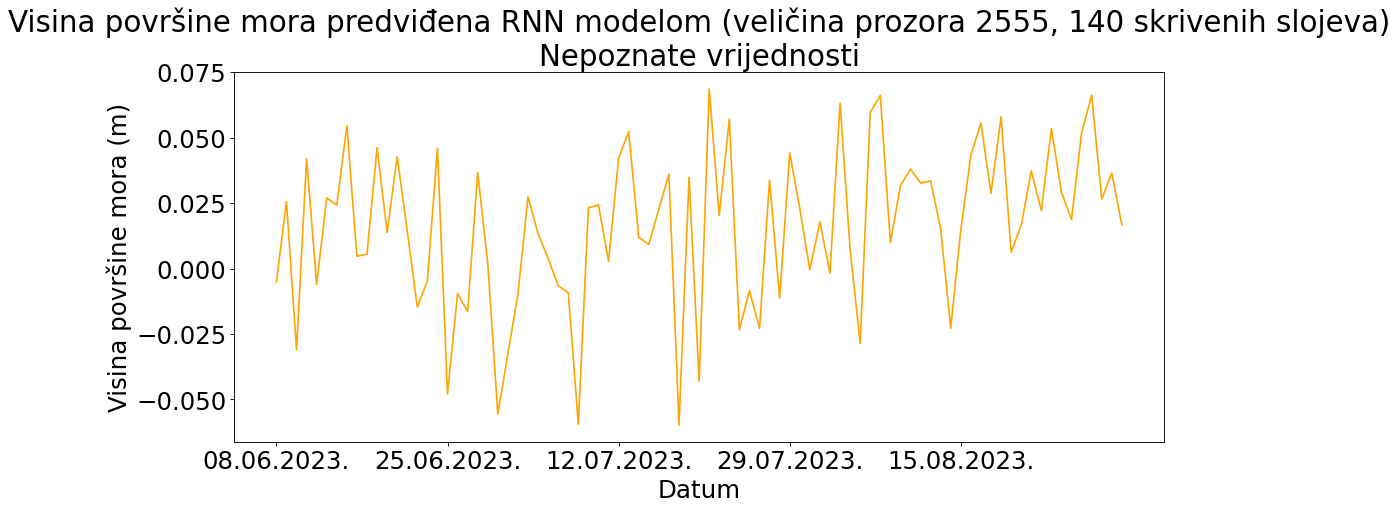 Visina površine mora predviđena RNN modelom (veličina prozora 2555, 140 skrivenih slojeva)
Nepoznate vrijednosti
Visina površine mora (m)
0.075
0.050
0.025
0.000
−0.025
−0.050
08.06.2023. 25.06.2023. 12.07.2023. 29.07.2023. 15.08.2023.
Datum